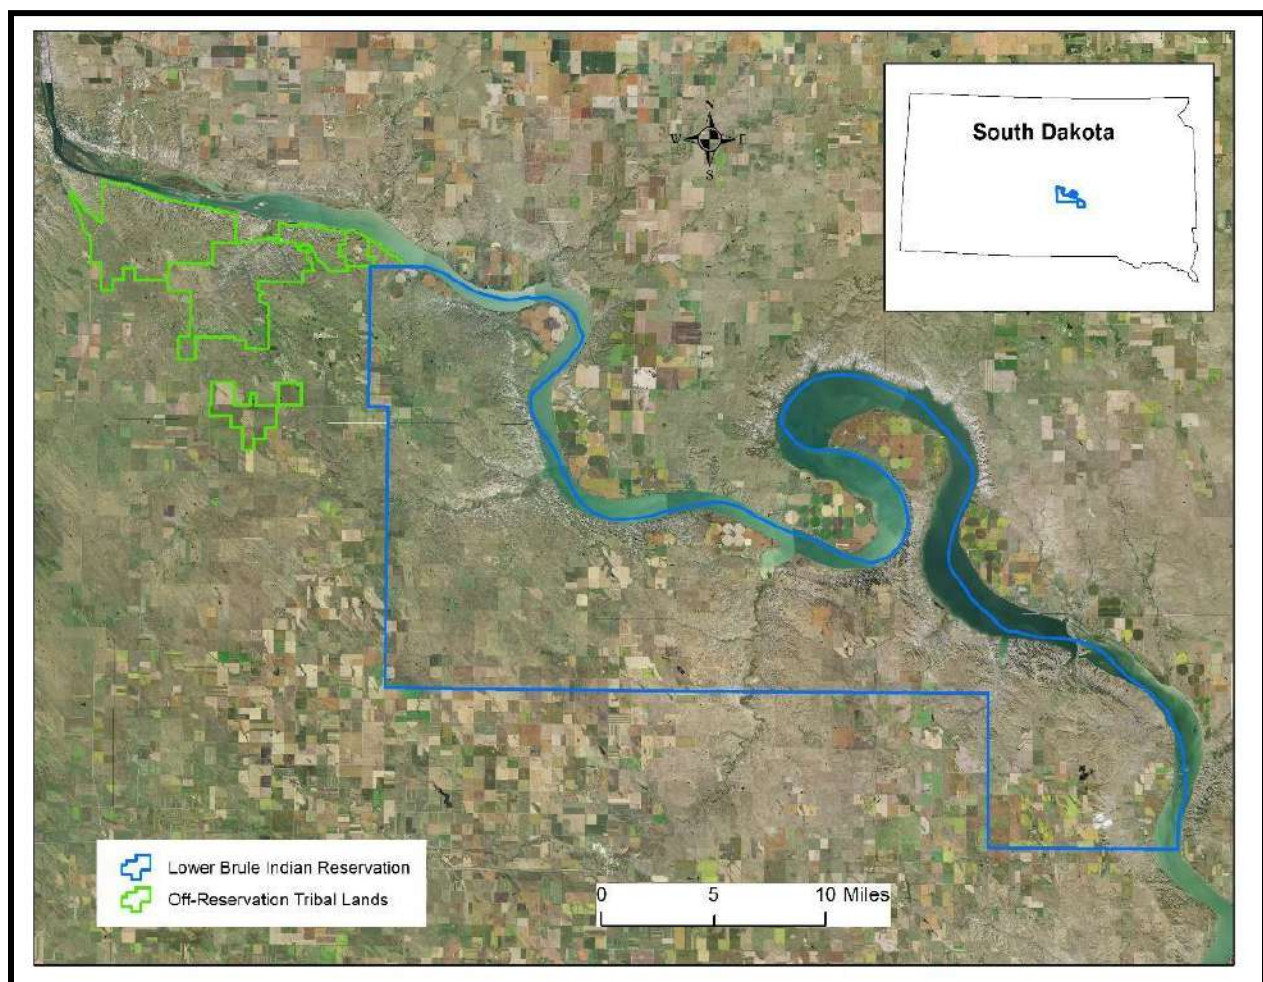 N
W E
S
South Dakota
Lower Brule Indian Reservation
Off-Reservation Tribal Lands
0 5 10 Miles